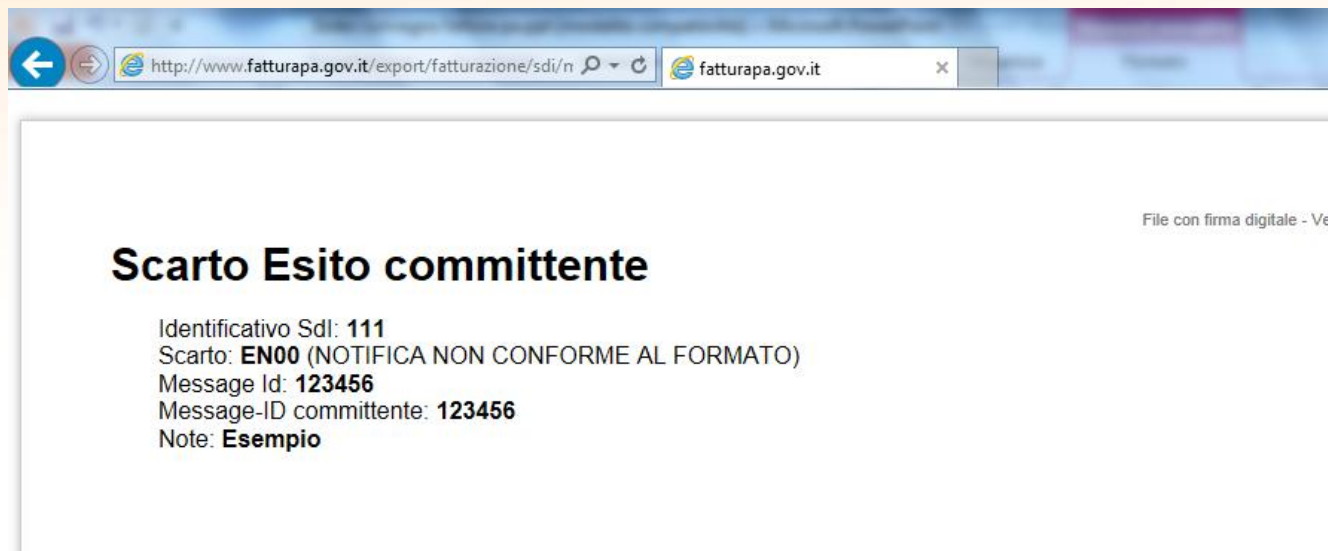 http://www.fatturapa.gov.it/export/fatturazione/sdi/n
fatturapa.gov.it
File con firma digitale - Ve
Scarto Esito committente
Identificativo SdI: 111
Scarto: EN00 (NOTIFICA NON CONFORME AL FORMATO)
Message Id: 123456
Message-ID committente: 123456
Note: Esempio